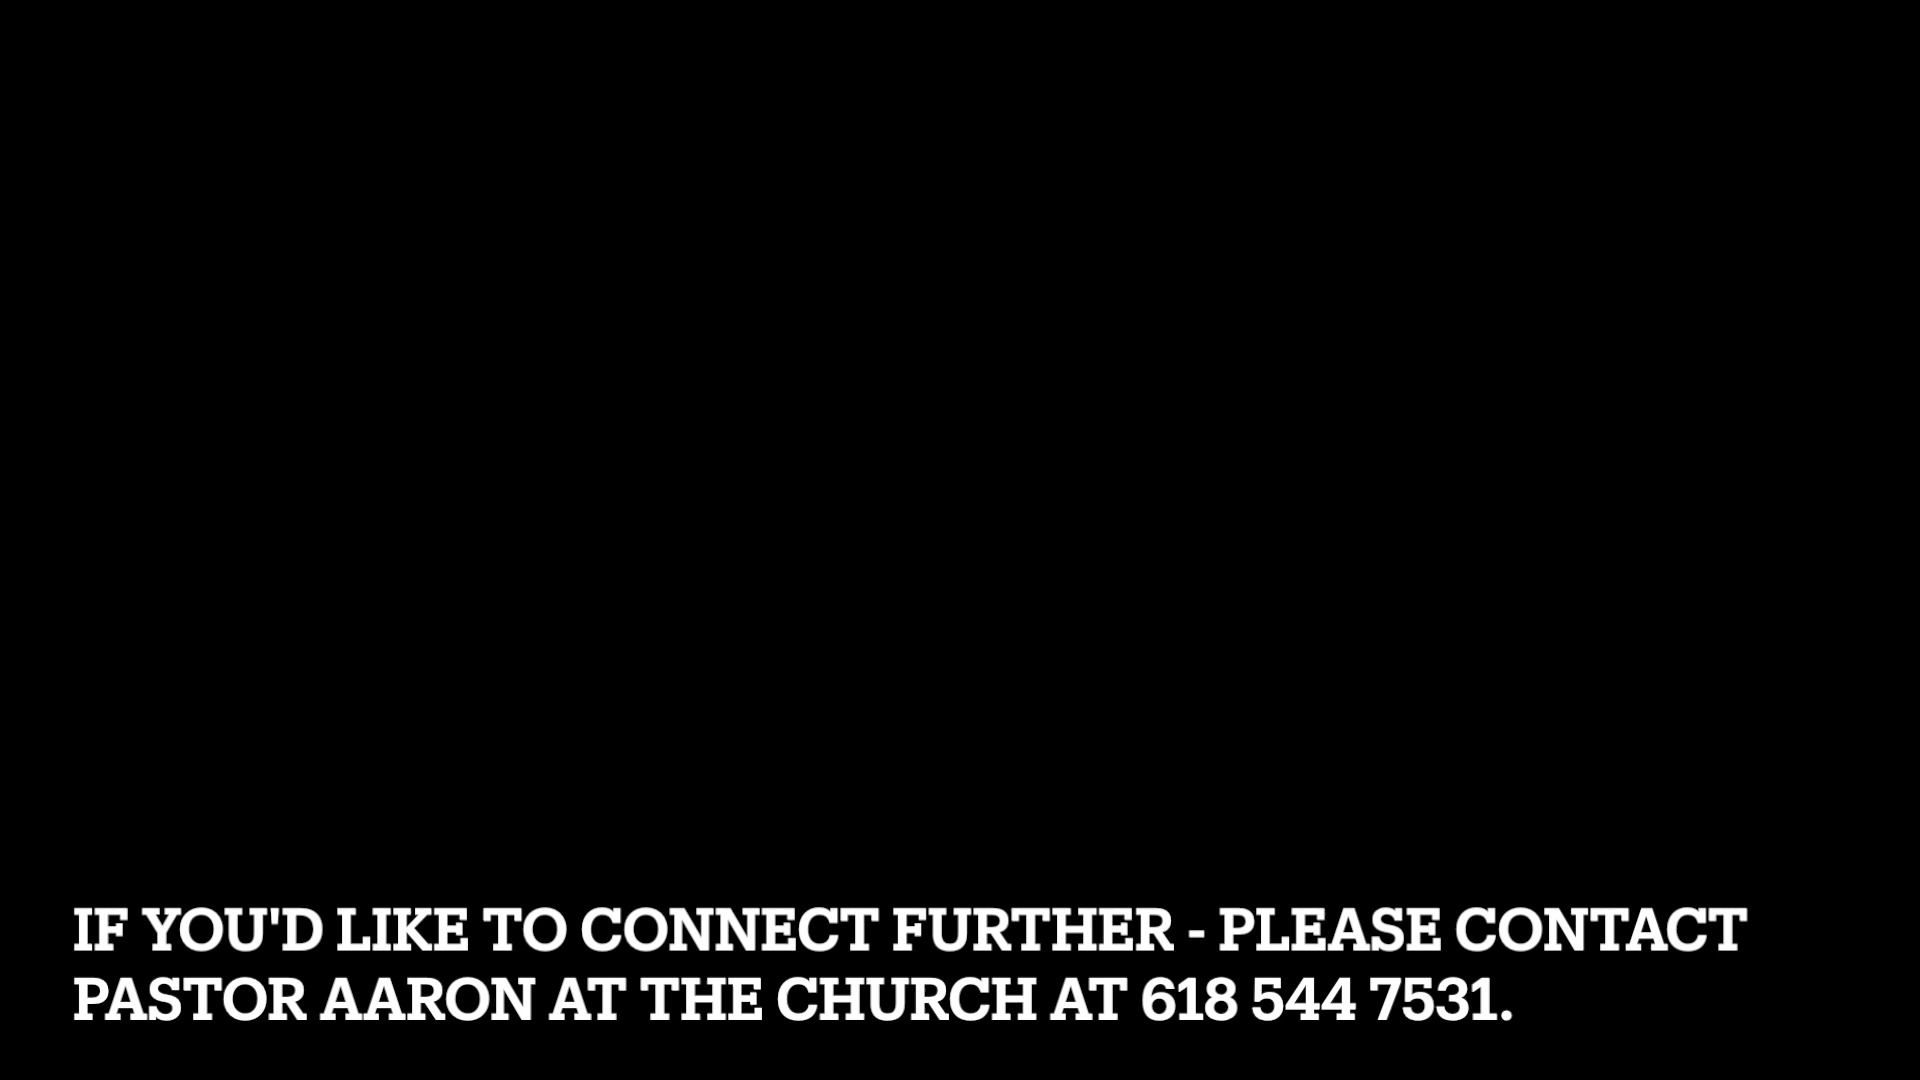 IF YOU'D LIKE TO CONNECT FURTHER - PLEASE CONTACT
PASTOR AARON AT THE CHURCH AT 618 544 7531.